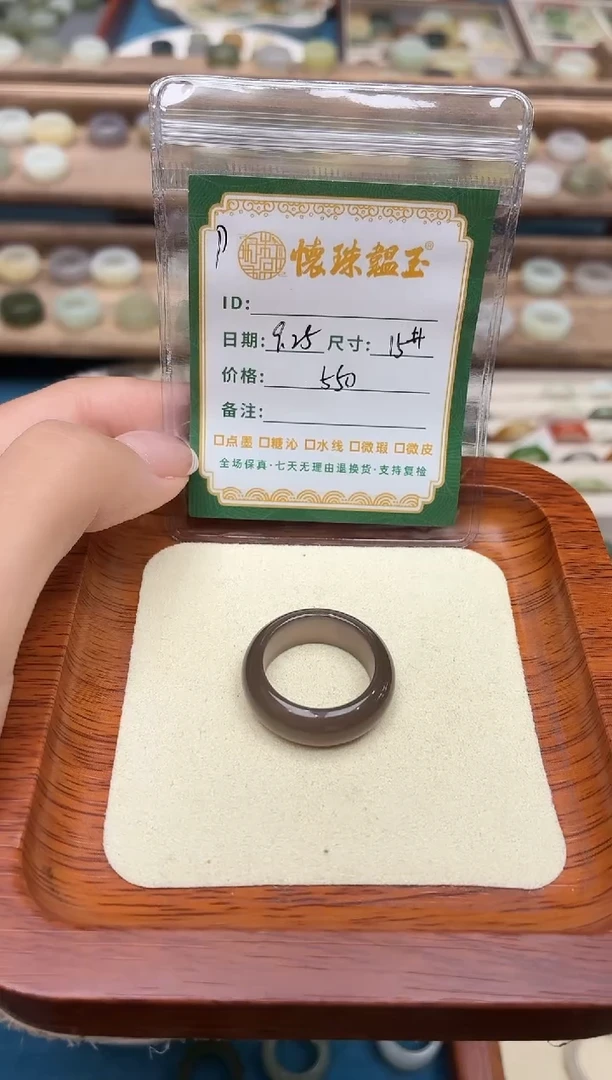 懷珠韞玉®
ID:
日期: 9.25 尺寸: 15#
价格: 550
备注:
□点墨 □糖沁 □水线 □微瑕 □微皮
全场保真·七天无理由退换货·支持复检